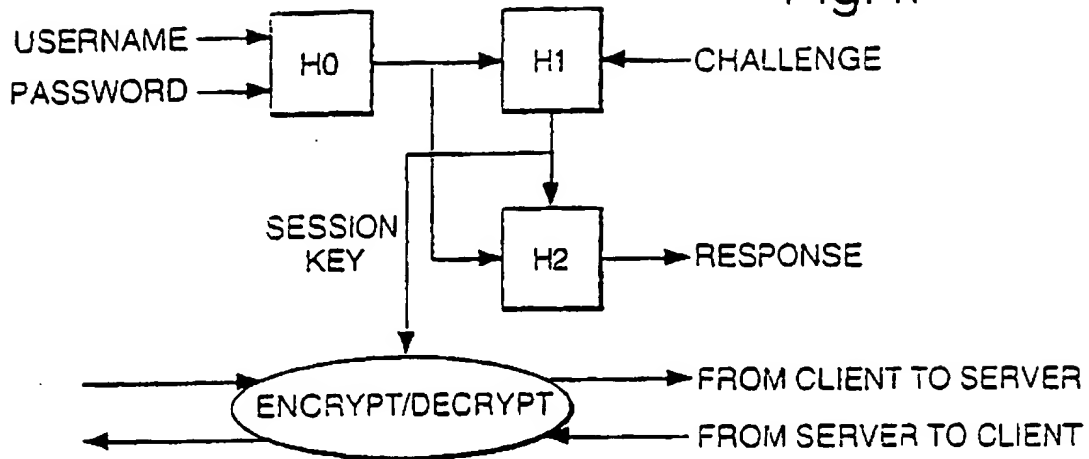 USERNAME
PASSWORD
H0
H1
CHALLENGE
SESSION
KEY
H2
RESPONSE
ENCRYPT/DECRYPT
FROM CLIENT TO SERVER
FROM SERVER TO CLIENT